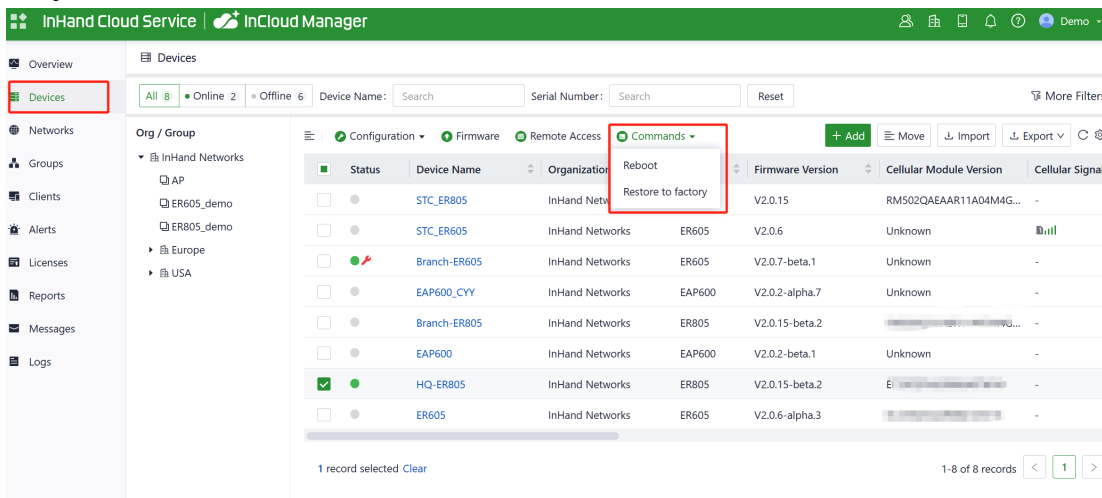 InHand Cloud Service | InCloud Manager Demo
Overview
Devices
Networks
Groups
Clients
Alerts
Licenses
Reports
Messages
Logs
Devices
All 8 Online 2 Offline 6 Device Name: Search Serial Number: Search Reset More Filters
Org / Group
InHand Networks
AP
ER605_demo
ER805_demo
Europe
USA
Configuration Firmware Remote Access Commands + Add Move Import Export
Reboot
Restore to factory
Status Device Name Organization Firmware Version Cellular Module Version Cellular Signal
STC_ER805 InHand Netw V2.0.15 RM502QAEAAR11A04M4G... -
STC_ER605 InHand Networks ER605 V2.0.6 Unknown
Branch-ER605 InHand Networks ER605 V2.0.7-beta.1 Unknown -
EAP600_CYY InHand Networks EAP600 V2.0.2-alpha.7 Unknown -
Branch-ER805 InHand Networks ER805 V2.0.15-beta.2 -
EAP600 InHand Networks EAP600 V2.0.2-beta.1 Unknown -
HQ-ER805 InHand Networks ER805 V2.0.15-beta.2 -
ER605 InHand Networks ER605 V2.0.6-alpha.3 -
1 record selected Clear 1-8 of 8 records < 1 >